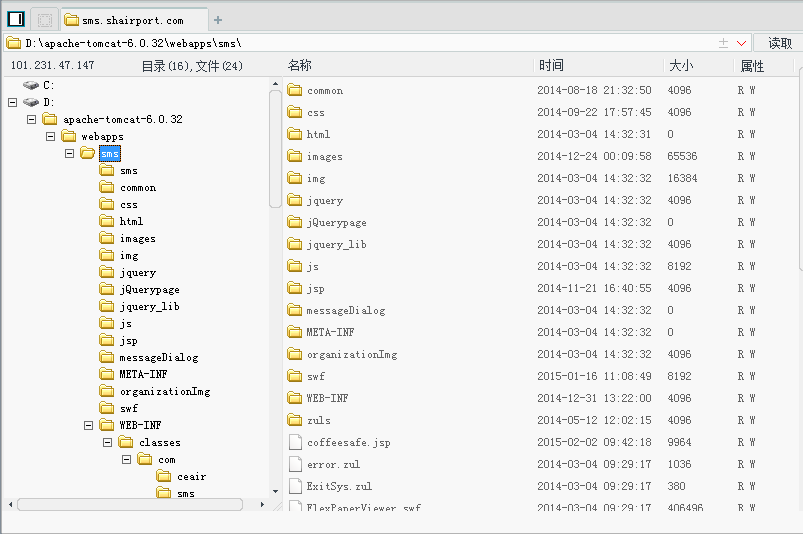 sms.shairport.com
D:\apache-tomcat-6.0.32\webapps\sms\ 读取
101.231.47.147 目录(16),文件(24) 名称 时间 大小 属性
C:
D:
apache-tomcat-6.0.32
webapps
sms
sms
common
css
html
images
img
jquery
jQuerypage
jquery_lib
js
jsp
messageDialog
META-INF
organizationImg
swf
WEB-INF
classes
com
ceair
sms
common 2014-08-18 21:32:50 4096 R W
css 2014-09-22 17:57:45 4096 R W
html 2014-03-04 14:32:31 0 R W
images 2014-12-24 00:09:58 65536 R W
img 2014-03-04 14:32:32 16384 R W
jquery 2014-03-04 14:32:32 4096 R W
jQuerypage 2014-03-04 14:32:32 0 R W
jquery_lib 2014-03-04 14:32:32 4096 R W
js 2014-03-04 14:32:32 8192 R W
jsp 2014-11-21 16:40:55 4096 R W
messageDialog 2014-03-04 14:32:32 0 R W
META-INF 2014-03-04 14:32:32 0 R W
organizationImg 2014-03-04 14:32:32 4096 R W
swf 2015-01-16 11:08:49 8192 R W
WEB-INF 2014-12-31 13:22:00 4096 R W
zuls 2014-05-12 12:02:15 4096 R W
coffeesafe.jsp 2015-02-02 09:42:18 9964 R W
error.zul 2014-03-04 09:29:17 1036 R W
ExitSys.zul 2014-03-04 09:29:17 380 R W
FlexPaperViewer.swf 2014-03-04 09:29:17 406496 R W